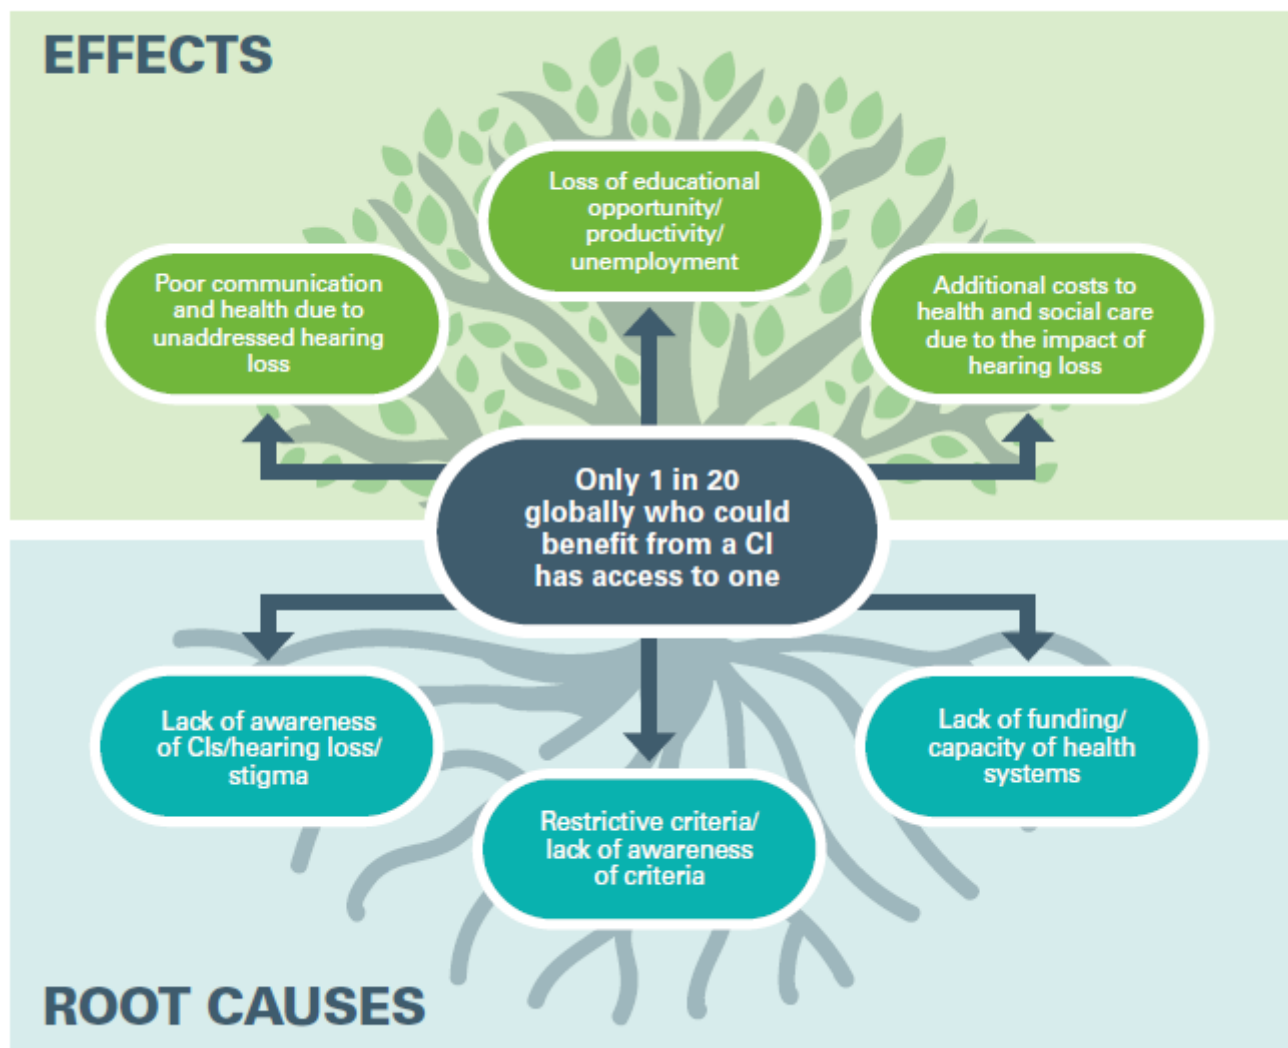 EFFECTS
Loss of educational
opportunity/
productivity/
unemployment
Poor communication
and health due to
unaddressed hearing
loss
Additional costs to
health and social care
due to the impact of
hearing loss
Only 1 in 20
globally who could
benefit from a CI
has access to one
Lack of awareness
of CIs/hearing loss/
stigma
Restrictive criteria/
lack of awareness
of criteria
Lack of funding/
capacity of health
systems
ROOT CAUSES